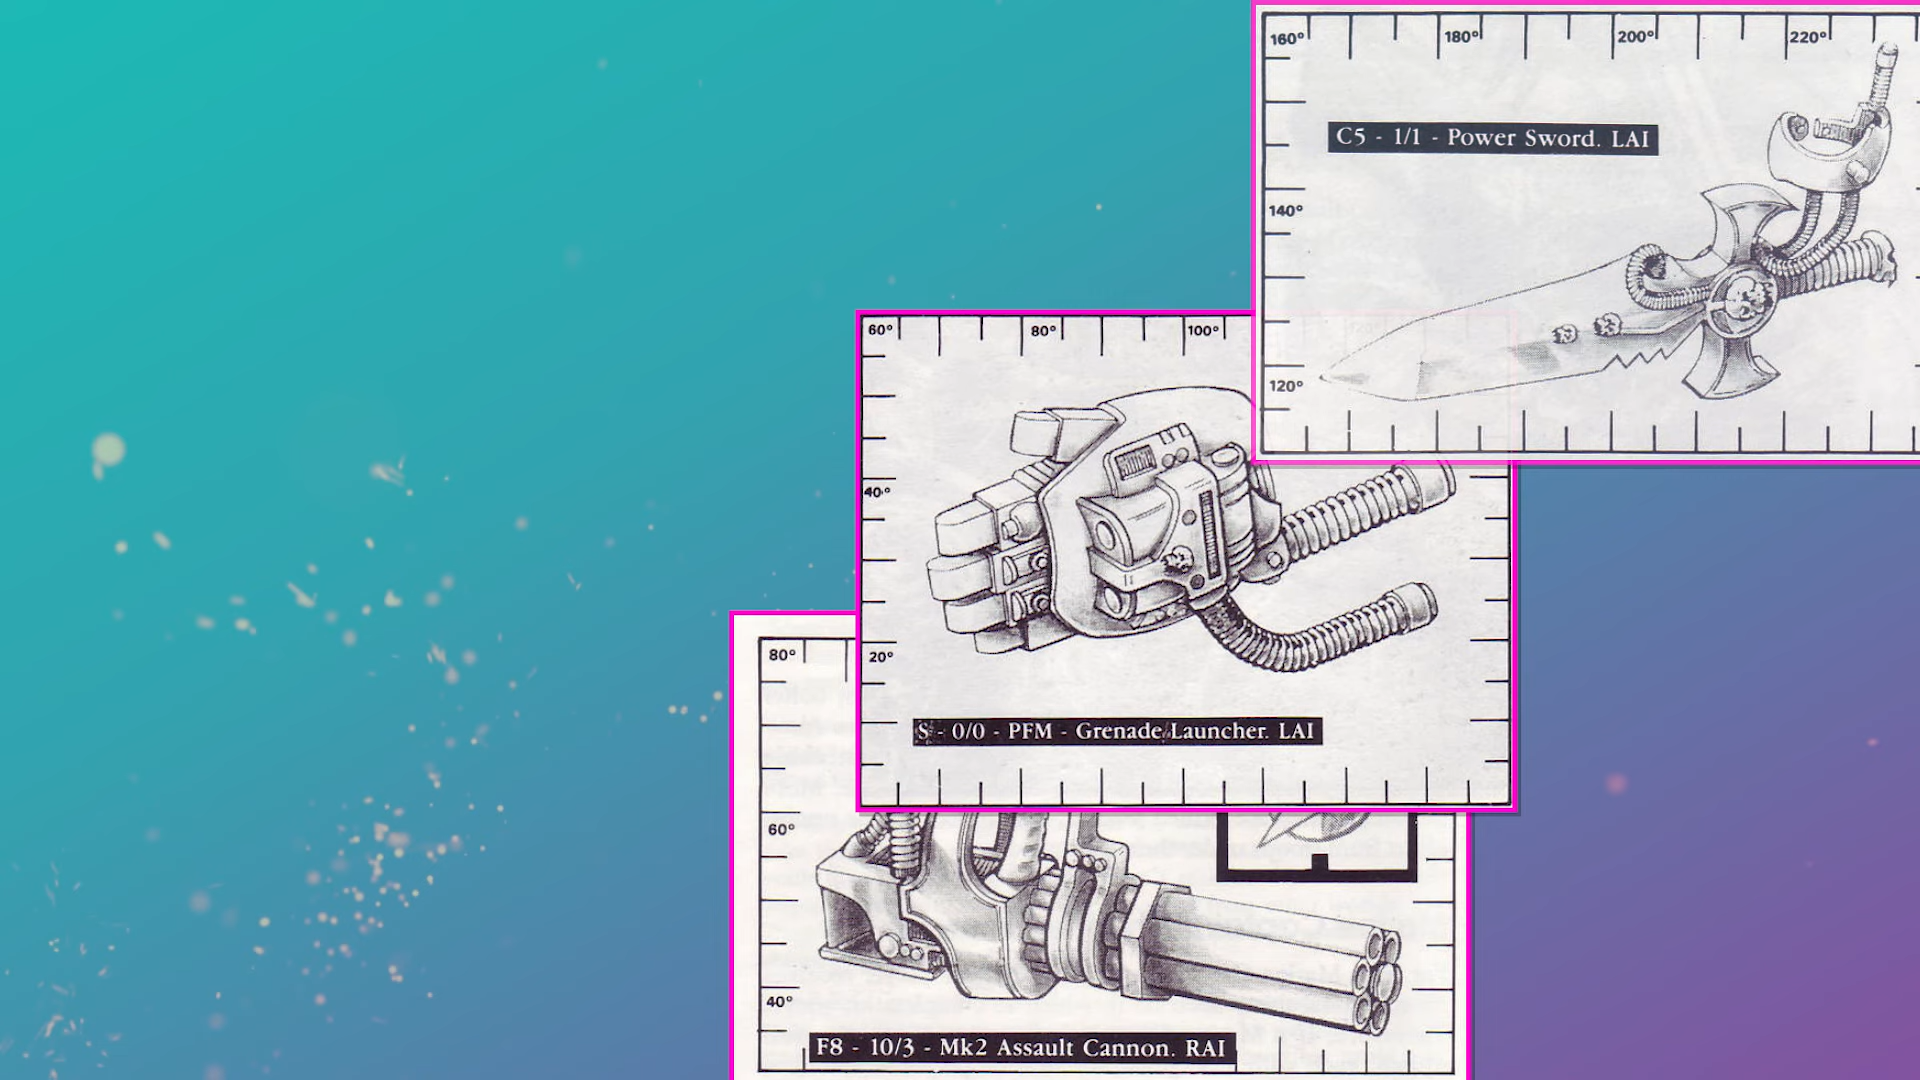 160° 180° 200° 220°
C5 - 1/1 - Power Sword. LAI
140°
120°
60° 80° 100°
40°
20°
S - 0/0 - PFM - Grenade Launcher. LAI
80°
60°
40°
F8 - 10/3 - Mk2 Assault Cannon. RAI